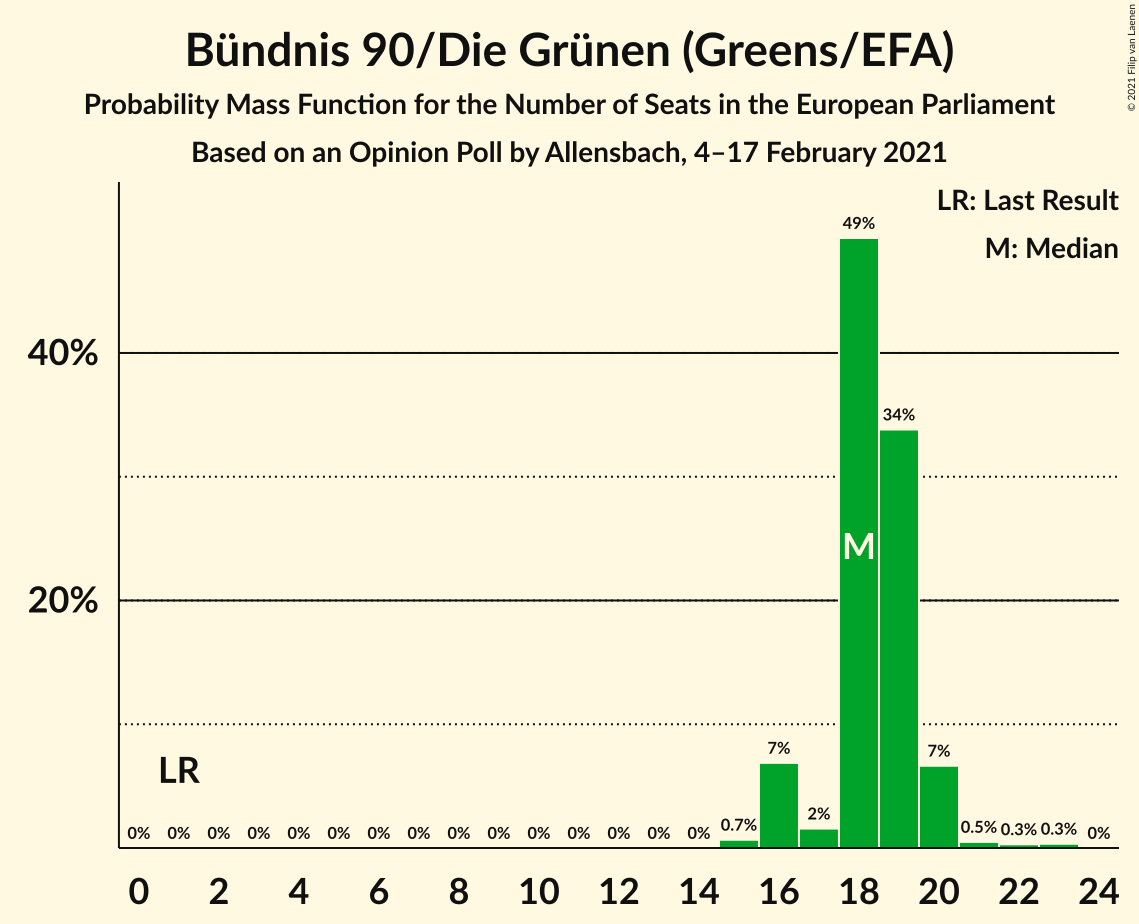 Bündnis 90/Die Grünen (Greens/EFA)
Probability Mass Function for the Number of Seats in the European Parliament
Based on an Opinion Poll by Allensbach, 4–17 February 2021
© 2021 Filip van Laenen
LR: Last Result
M: Median
49%
40%
34%
M
20%
LR
0% 0% 0% 0% 0% 0% 0% 0% 0% 0% 0% 0% 0% 0% 0% 0.7% 7% 2% 7% 0.5% 0.3% 0.3% 0%
0 2 4 6 8 10 12 14 16 18 20 22 24